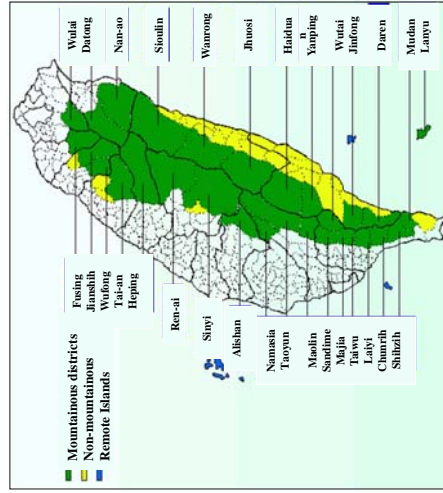 Mountainous districts
Non-mountainous
Remote Islands
Fusing
Jianshih
Wufong
Tai-an
Heping
Ren-ai
Sinyi
Alishan
Namasia
Taoyun
Maolin
Sandime
Majia
Taiwu
Laiyi
Chunrih
Shihzih
Wulai
Datong
Nan-ao
Sioulin
Wanrong
Jhuosi
Haidua
n
Yanping
Wutai
Jinfong
Daren
Mudan
Lanyu